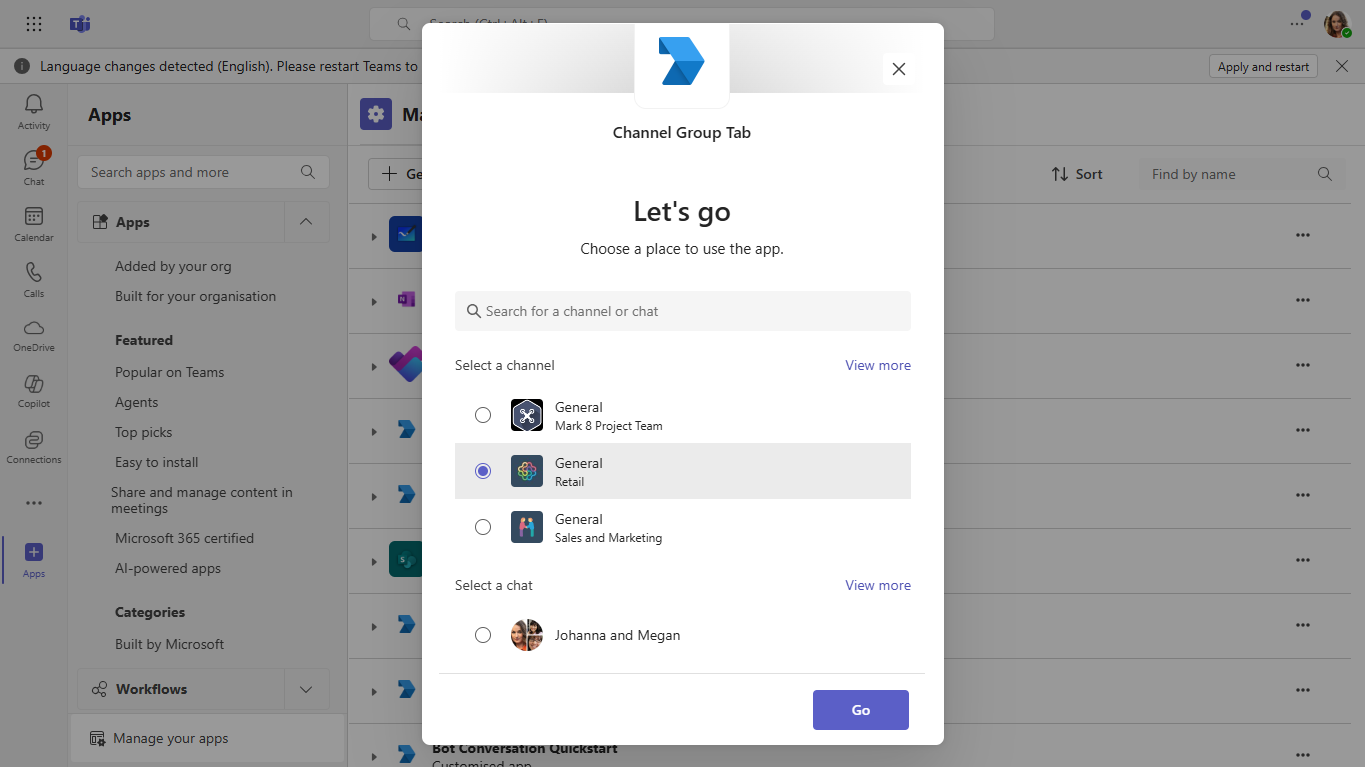 Search (Ctrl+Alt+E)
Language changes detected (English). Please restart Teams to
Apply and restart
Activity
Chat
1
Calendar
Calls
OneDrive
Copilot
Connections
Apps
Apps
Search apps and more
Apps
Added by your org
Built for your organisation
Featured
Popular on Teams
Agents
Top picks
Easy to install
Share and manage content in
meetings
Microsoft 365 certified
AI-powered apps
Categories
Built by Microsoft
Workflows
Manage your apps
Sort
Find by name
Channel Group Tab
Let's go
Choose a place to use the app.
Search for a channel or chat
Select a channel
View more
General
Mark 8 Project Team
General
Retail
General
Sales and Marketing
Select a chat
View more
Johanna and Megan
Go
Bot Conversation Quickstart
Customised app